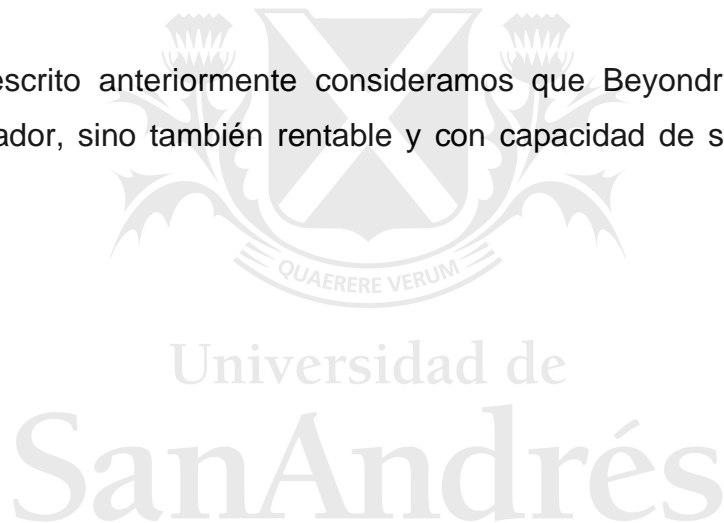 escrito anteriormente consideramos que Beyondr
ador, sino también rentable y con capacidad de s
QUAERERE VERUM
Universidad de
SanAndrés